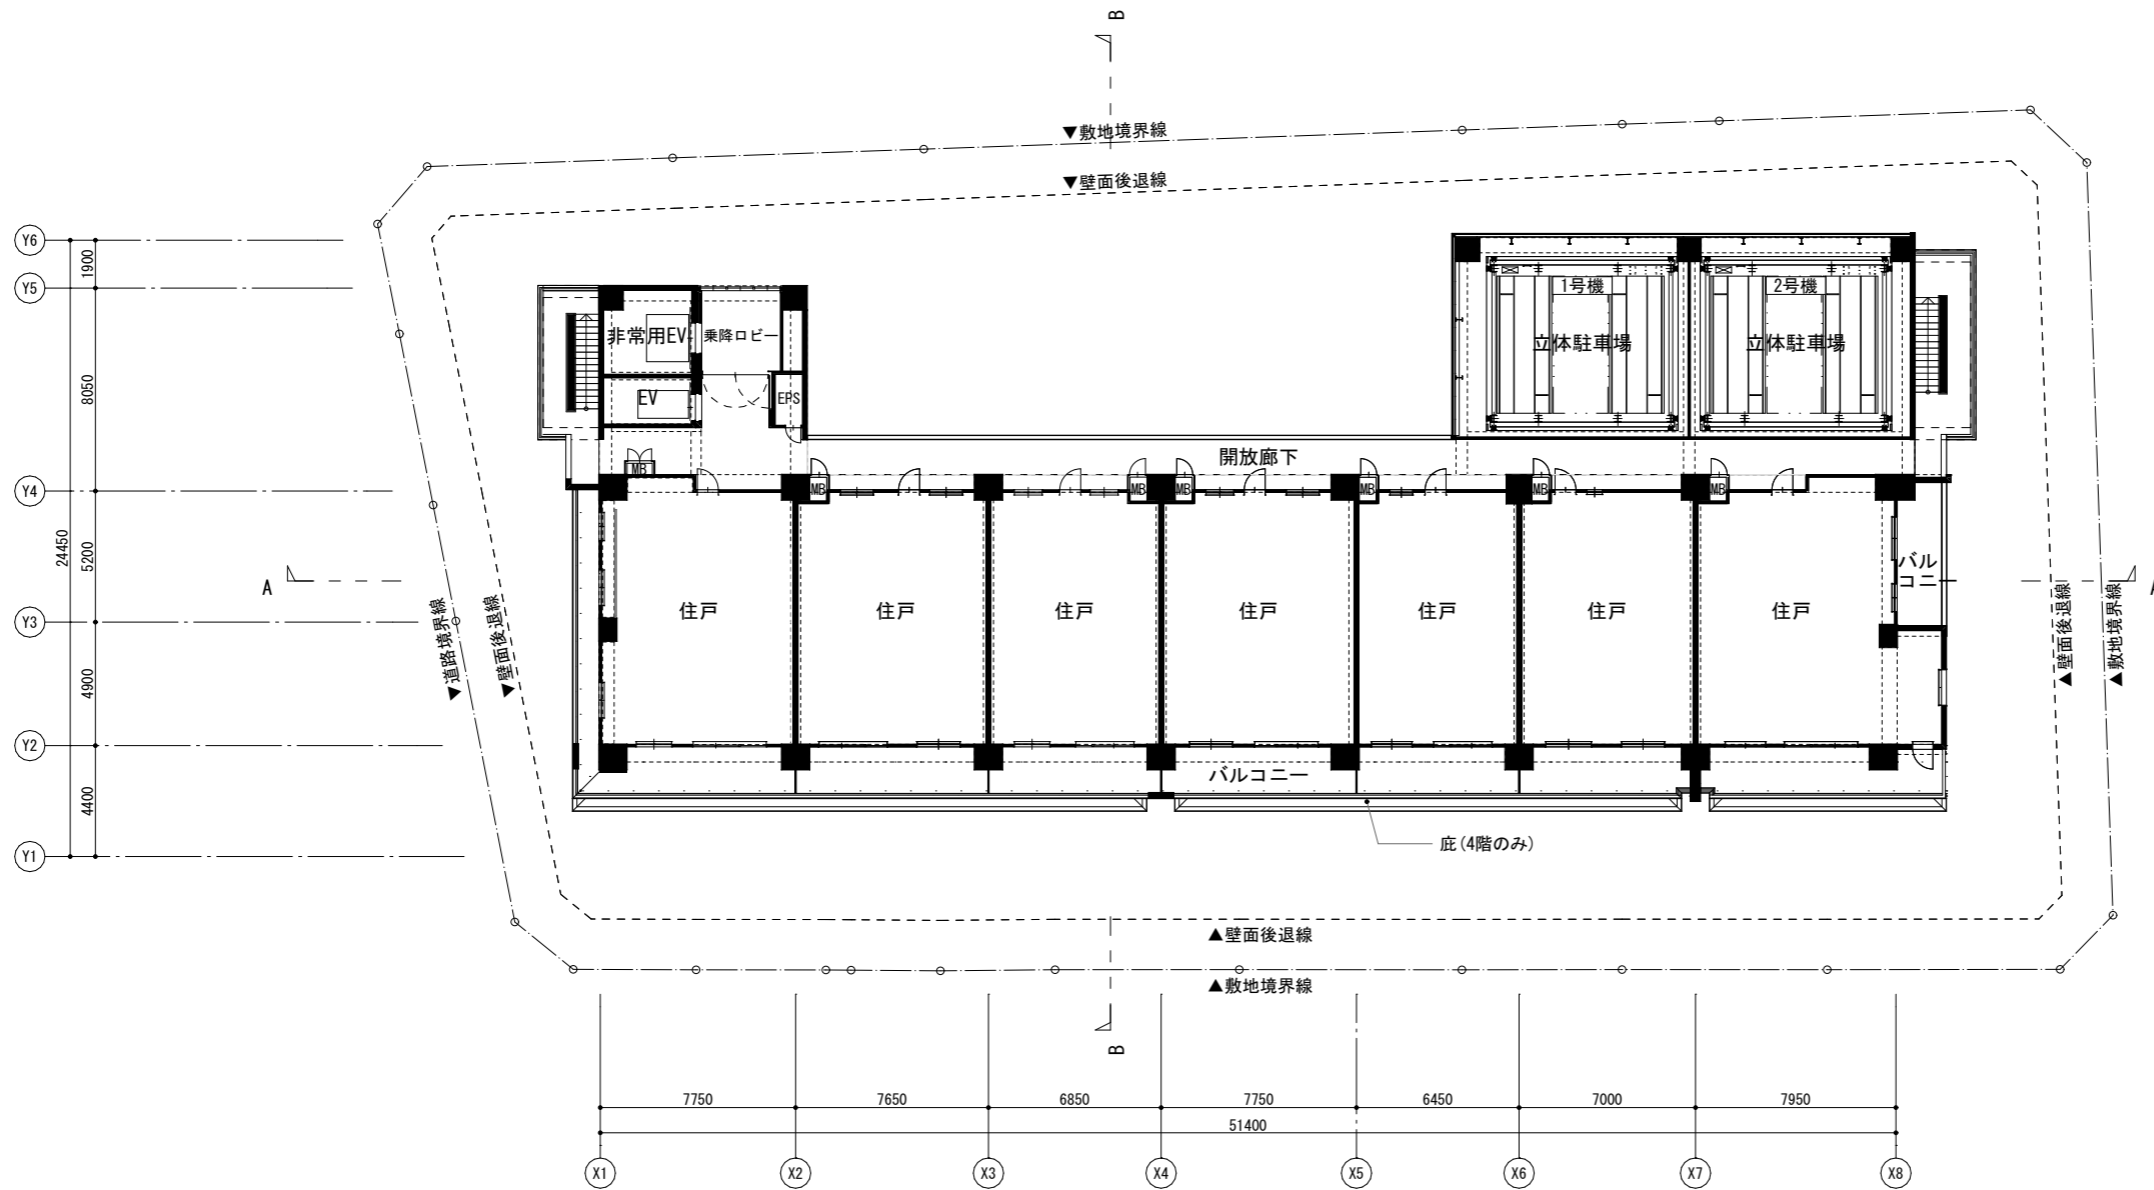 B
▼敷地境界線
▼壁面後退線
Y6
1900
Y5
1号機
2号機
非常用EV
乗降ロビー
立体駐車場
立体駐車場
8050
EV
EPS
開放廊下
MB
MB
MB
MB
MB
MB
MB
Y4
24450
5200
A
バル
コニー
住戸
住戸
住戸
住戸
住戸
住戸
住戸
Y3
▼道路境界線
▼壁面後退線
▲壁面後退線
▲敷地境界線
4900
Y2
バルコニー
4400
庇(4階のみ)
Y1
▲壁面後退線
▲敷地境界線
B
7750
7650
6850
7750
6450
7000
7950
51400
X1
X2
X3
X4
X5
X6
X7
X8